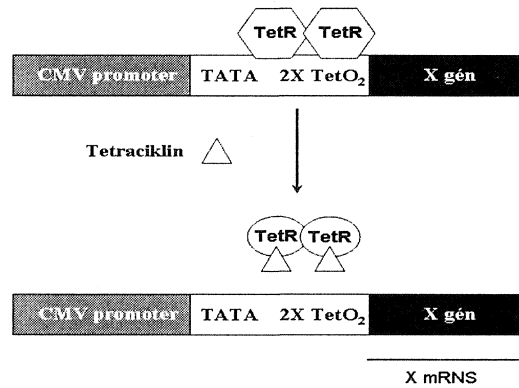 TetR TetR
CMV promoter TATA 2X TetO₂ X gén
Tetraciklin
TetR TetR
CMV promoter TATA 2X TetO₂ X gén
X mRNS